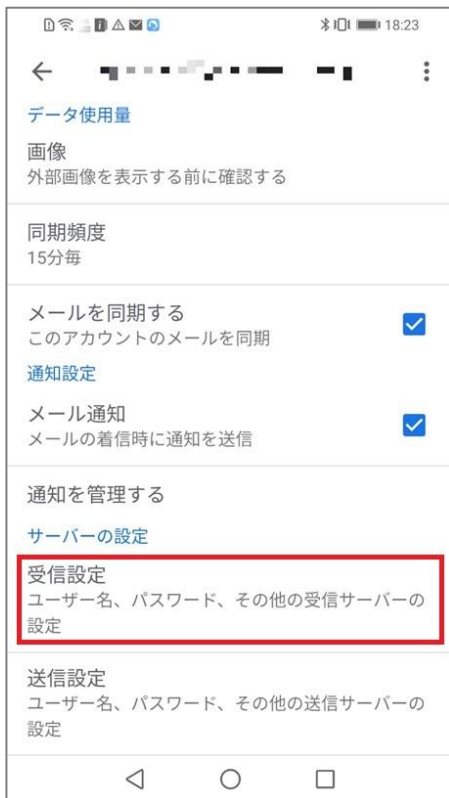 18:23
データ使用量
画像
外部画像を表示する前に確認する
同期頻度
15分毎
メールを同期する
このアカウントのメールを同期
通知設定
メール通知
メールの着信時に通知を送信
通知を管理する
サーバーの設定
受信設定
ユーザー名、パスワード、その他の受信サーバーの
設定
送信設定
ユーザー名、パスワード、その他の送信サーバーの
設定